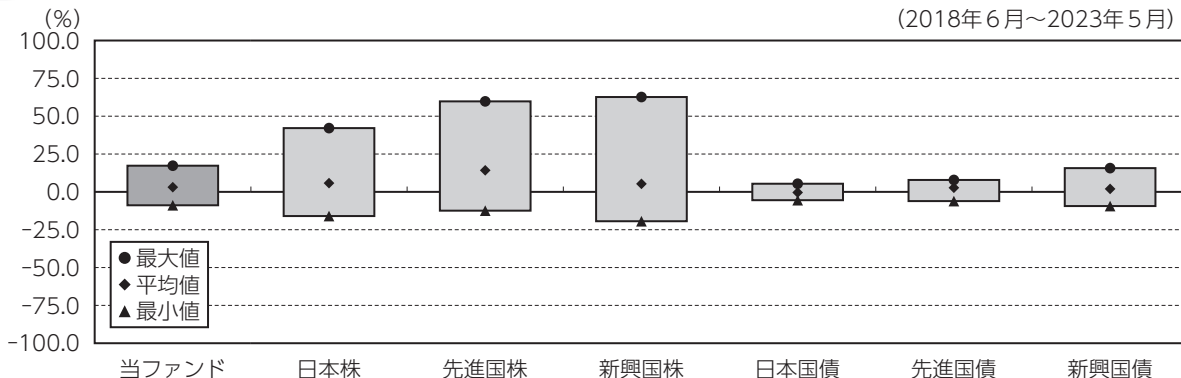 (%)
(2018年6月~2023年5月)
100.0
75.0
50.0
25.0
0.0
-25.0
-50.0
-75.0
-100.0
●最大値
◆平均値
▲最小値
当ファンド 日本株 先進国株 新興国株 日本国債 先進国債 新興国債